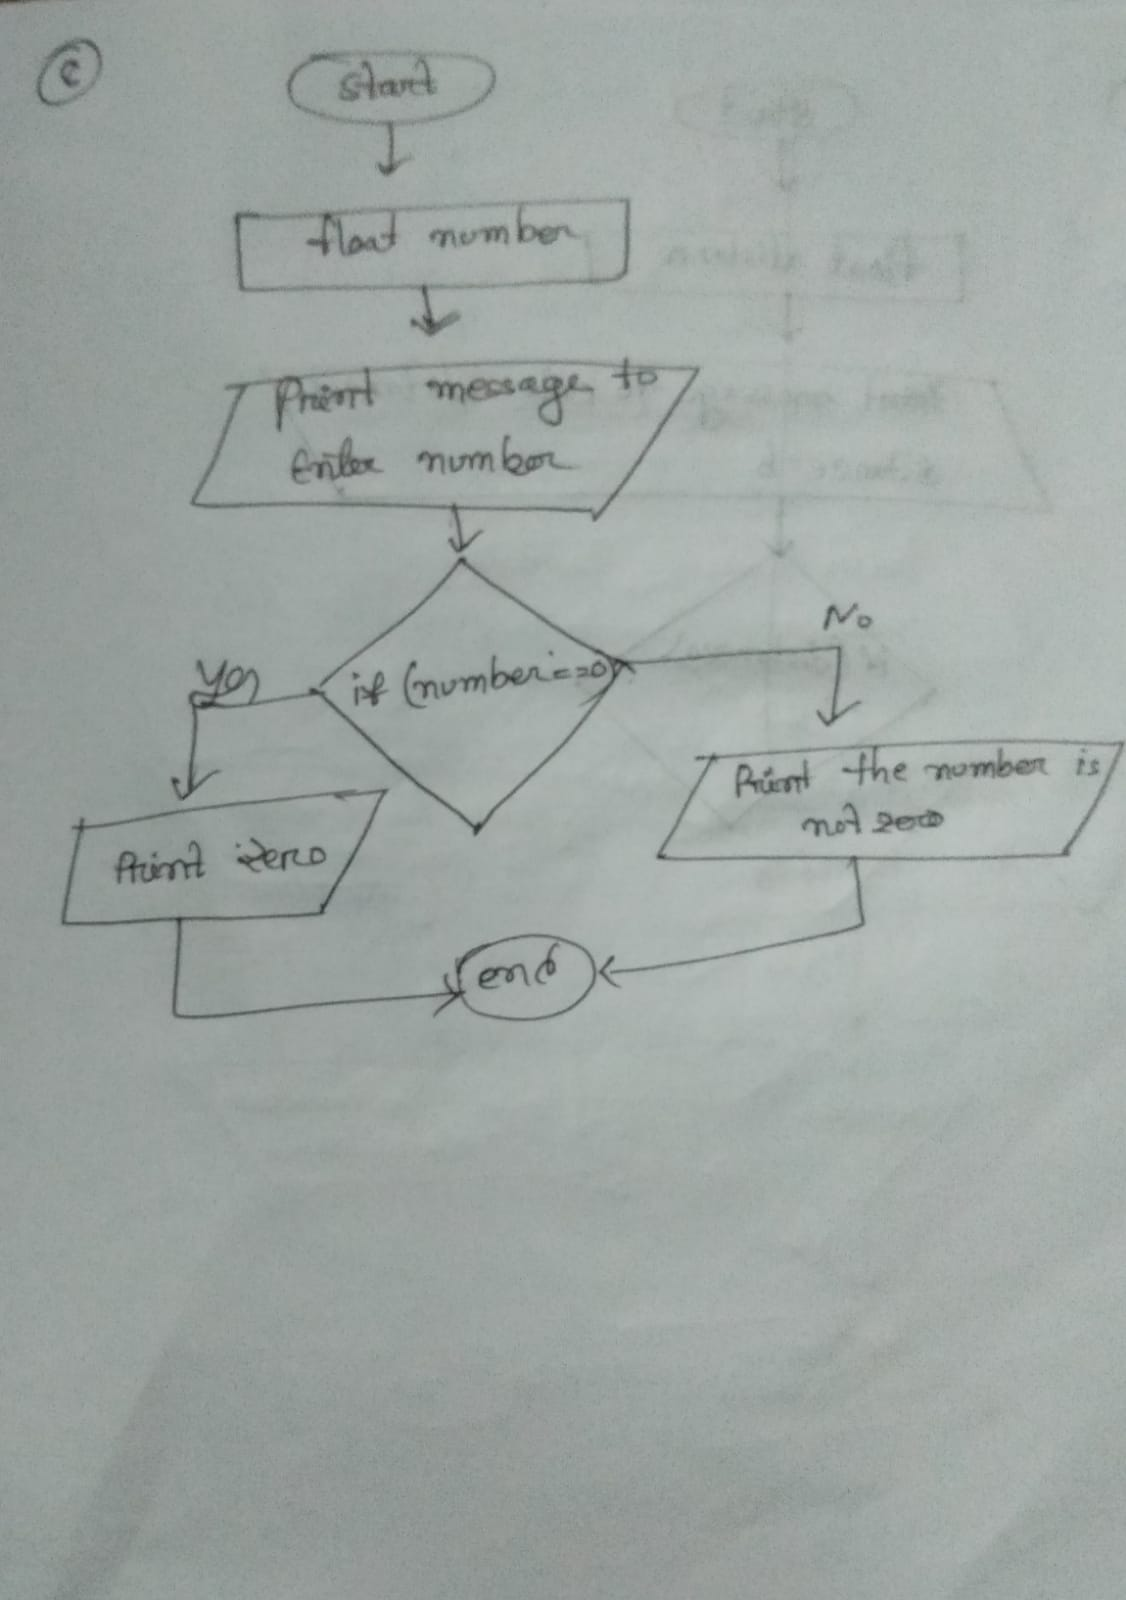 C
start
float number
Print message to
Enter number
if (number==0)
Yes
No
Print zero
Print the number is
not zero
end